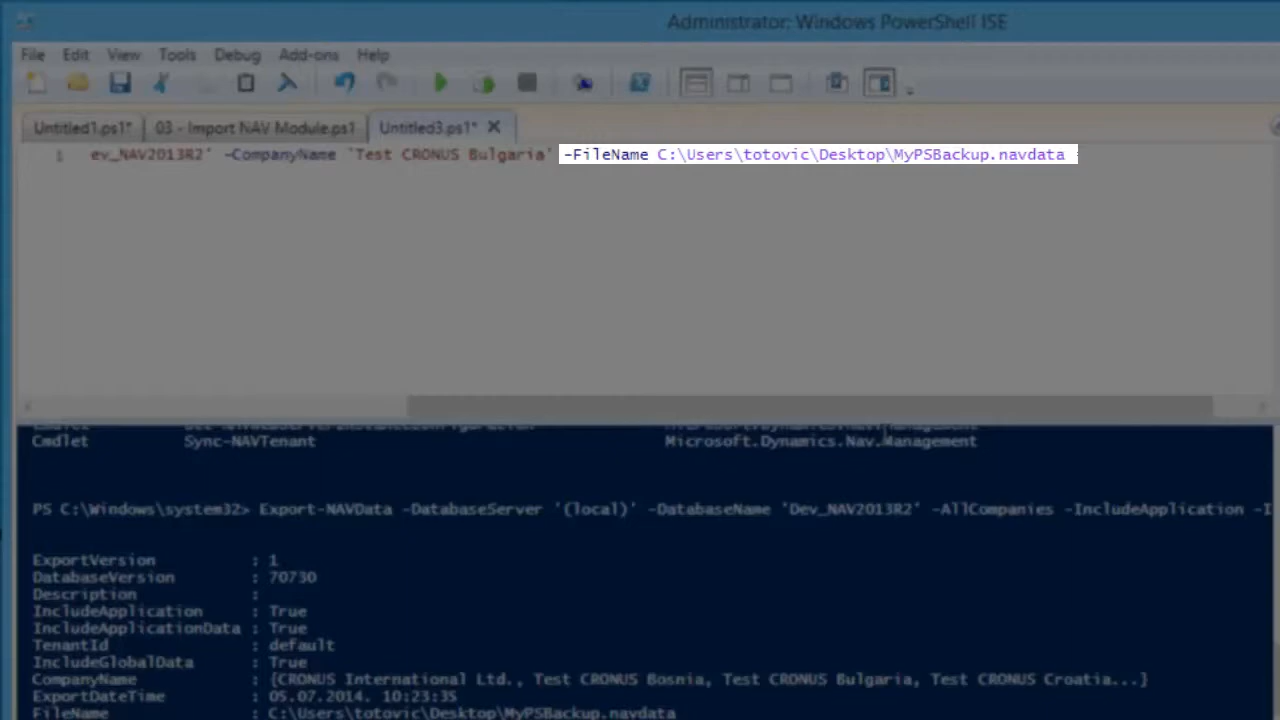 Administrator: Windows PowerShell ISE
File Edit View Tools Debug Add-ons Help
Untitled1.ps1* 03 - Import NAV Module.ps1 Untitled3.ps1* X
1 ev_NAV2013R2' -CompanyName 'Test CRONUS Bulgaria' -FileName C:\Users\totovic\Desktop\MyPSBackup.navdata
Cmdlet Sync-NAVTenant Microsoft.Dynamics.Nav.Management
PS C:\Windows\system32> Export-NAVData -DatabaseServer '(local)' -DatabaseName 'Dev_NAV2013R2' -AllCompanies -IncludeApplication -I
ExportVersion : 1
DatabaseVersion : 70730
Description :
IncludeApplication : True
IncludeApplicationData : True
TenantId : default
IncludeGlobalData : True
CompanyName : {CRONUS International Ltd., Test CRONUS Bosnia, Test CRONUS Bulgaria, Test CRONUS Croatia...}
ExportDateTime : 05.07.2014. 10:23:35
FileName : C:\Users\totovic\Desktop\MyPSBackup.navdata